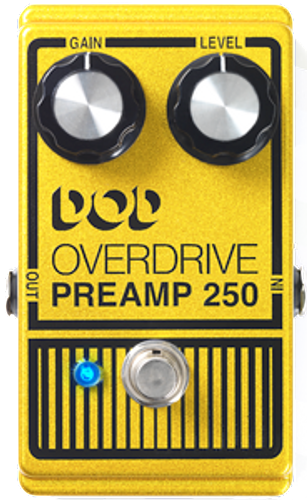 GAIN LEVEL
DOD
OVERDRIVE
PREAMP 250
OUT
IN